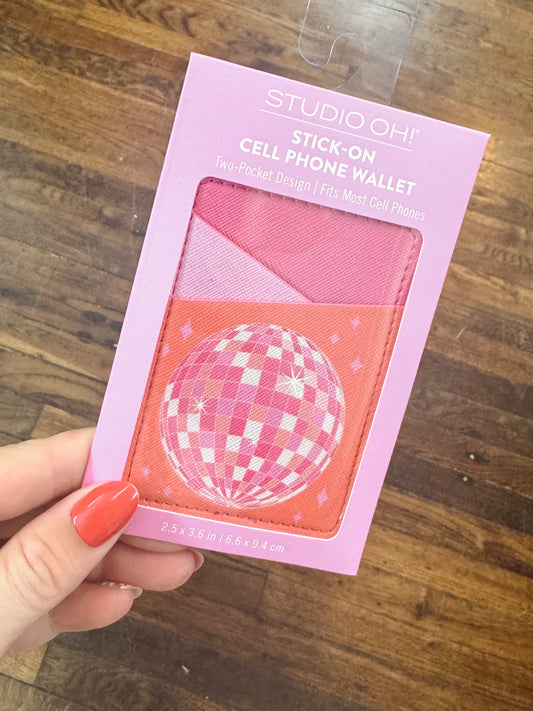 STUDIO OH!
STICK-ON
CELL PHONE WALLET
Two-Pocket Design | Fits Most Cell Phones
2.5 x 3.6 in | 6.6 x 9.4 cm